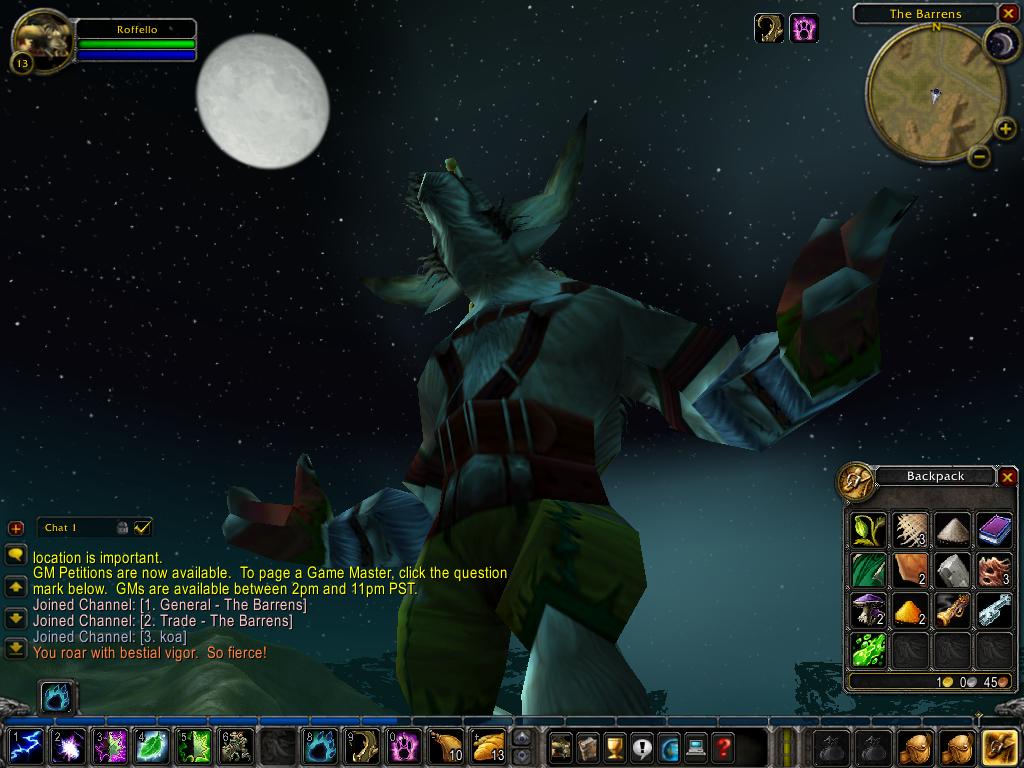 Roffello
13
The Barrens
N
Backpack
3
2
3
2
2
1 0 45
Chat 1
location is important.
GM Petitions are now available. To page a Game Master, click the question
mark below. GMs are available between 2pm and 11pm PST.
Joined Channel: [1. General - The Barrens]
Joined Channel: [2. Trade - The Barrens]
Joined Channel: [3. koa]
You roar with bestial vigor. So fierce!
1 2 3 4 5 6 8 9 0 10 13